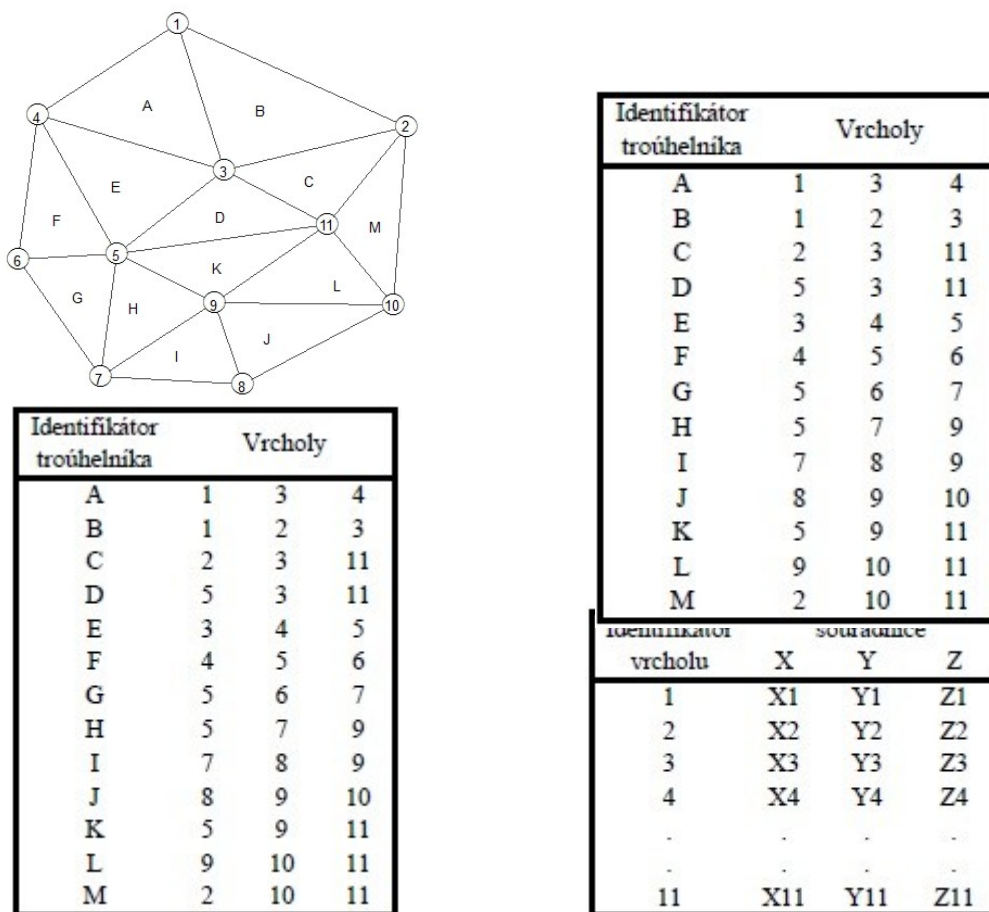 1
A
B
4
2
3
C
E
D
F
11
M
5
6
K
G
L
9
10
H
J
I
7
8
Identifikátor
troúhelníka Vrcholy
A 1 3 4
B 1 2 3
C 2 3 11
D 5 3 11
E 3 4 5
F 4 5 6
G 5 6 7
H 5 7 9
I 7 8 9
J 8 9 10
K 5 9 11
L 9 10 11
M 2 10 11
Identifikátor
troúhelníka Vrcholy
A 1 3 4
B 1 2 3
C 2 3 11
D 5 3 11
E 3 4 5
F 4 5 6
G 5 6 7
H 5 7 9
I 7 8 9
J 8 9 10
K 5 9 11
L 9 10 11
M 2 10 11
Identifikátor souřadnice
vrcholu X Y Z
1 X1 Y1 Z1
2 X2 Y2 Z2
3 X3 Y3 Z3
4 X4 Y4 Z4
. . . .
. . . .
11 X11 Y11 Z11